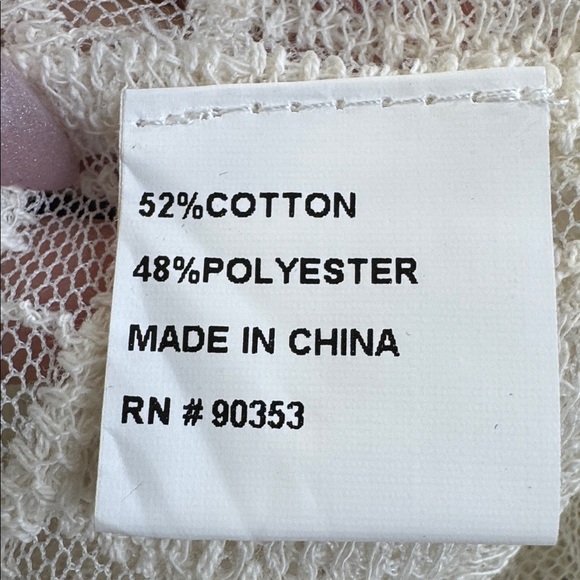 52%COTTON
48%POLYESTER
MADE IN CHINA
RN # 90353